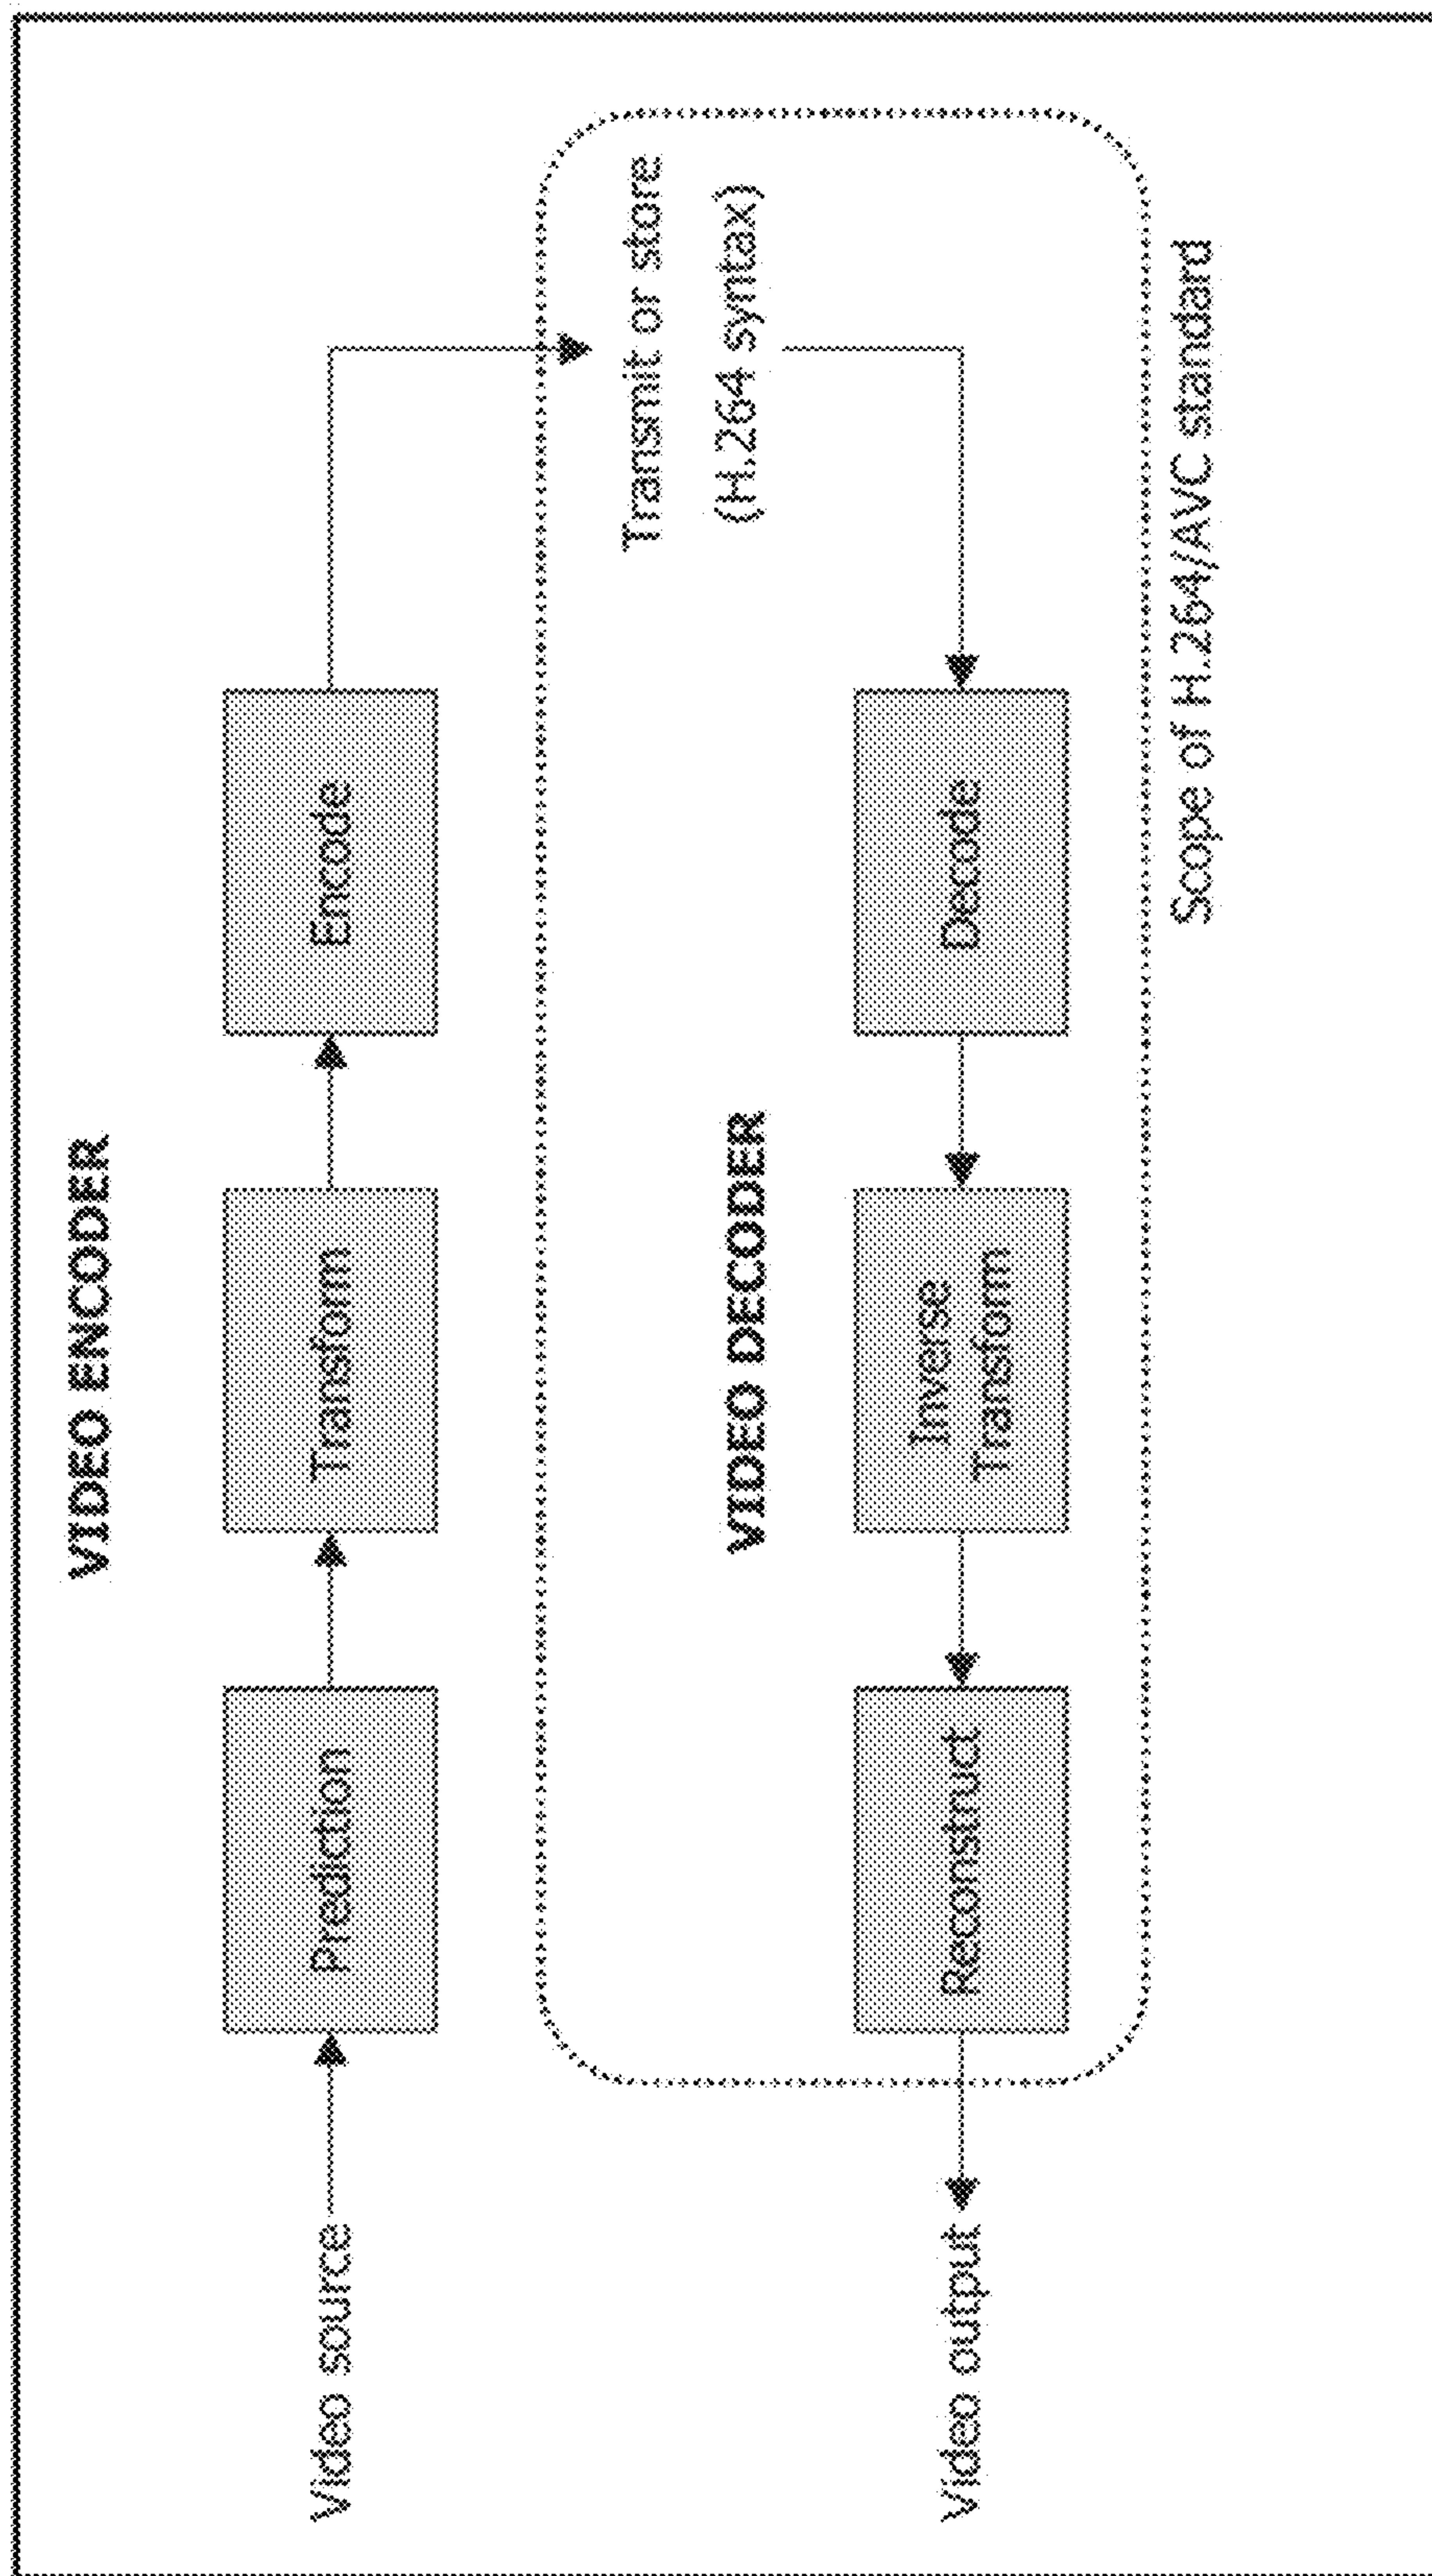 VIDEO ENCODER
Video source
Prediction
Transform
Encode
Transmit or store
(H.264 syntax)
VIDEO DECODER
Decode
Inverse
Transform
Reconstruct
Video output
Scope of H.264/AVC standard